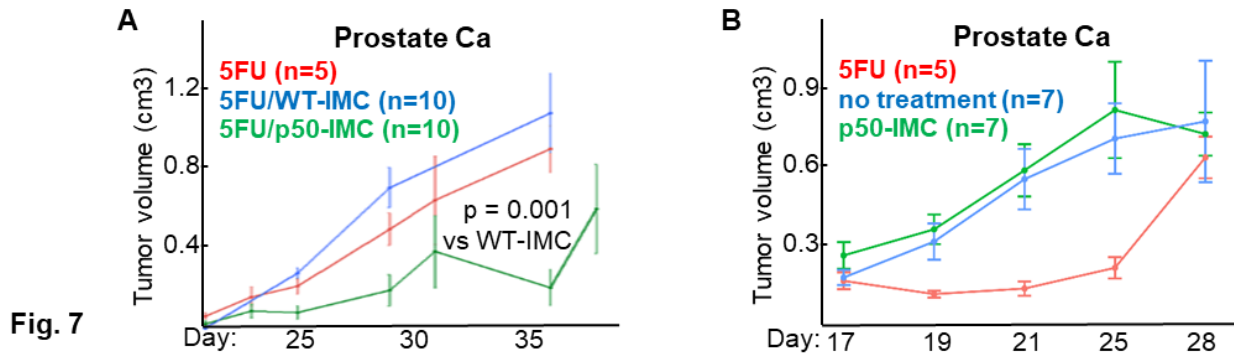 A
Prostate Ca
5FU (n=5)
5FU/WT-IMC (n=10)
5FU/p50-IMC (n=10)
Tumor volume (cm3)
1.2
0.8
0.4
p = 0.001
vs WT-IMC
Day: 25 30 35
B
Prostate Ca
5FU (n=5)
no treatment (n=7)
p50-IMC (n=7)
Tumor volume (cm3)
0.9
0.6
0.3
Day: 17 19 21 25 28
Fig. 7